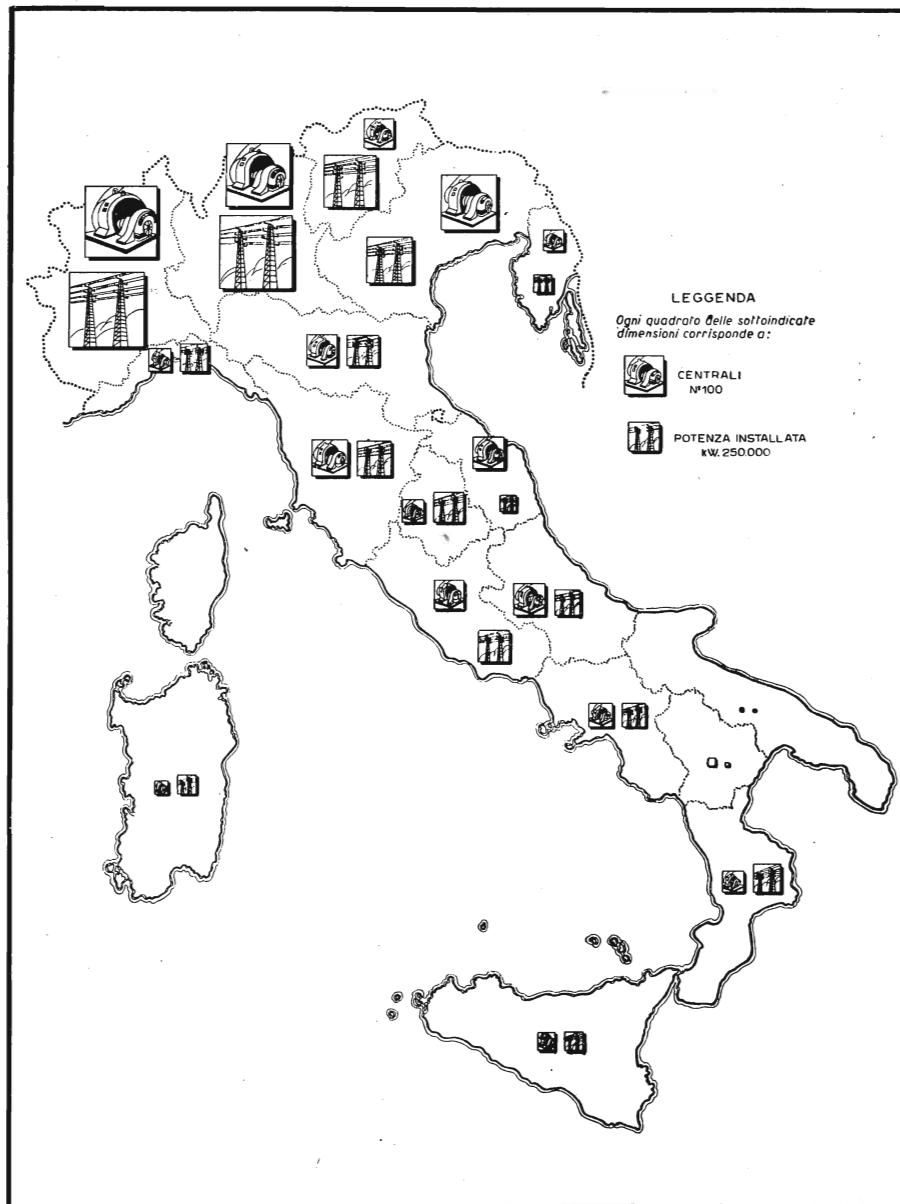 LEGGENDA
Ogni quadrato delle sottoindicate
dimensioni corrisponde a:
CENTRALI
N° 100
POTENZA INSTALLATA
KW. 250.000